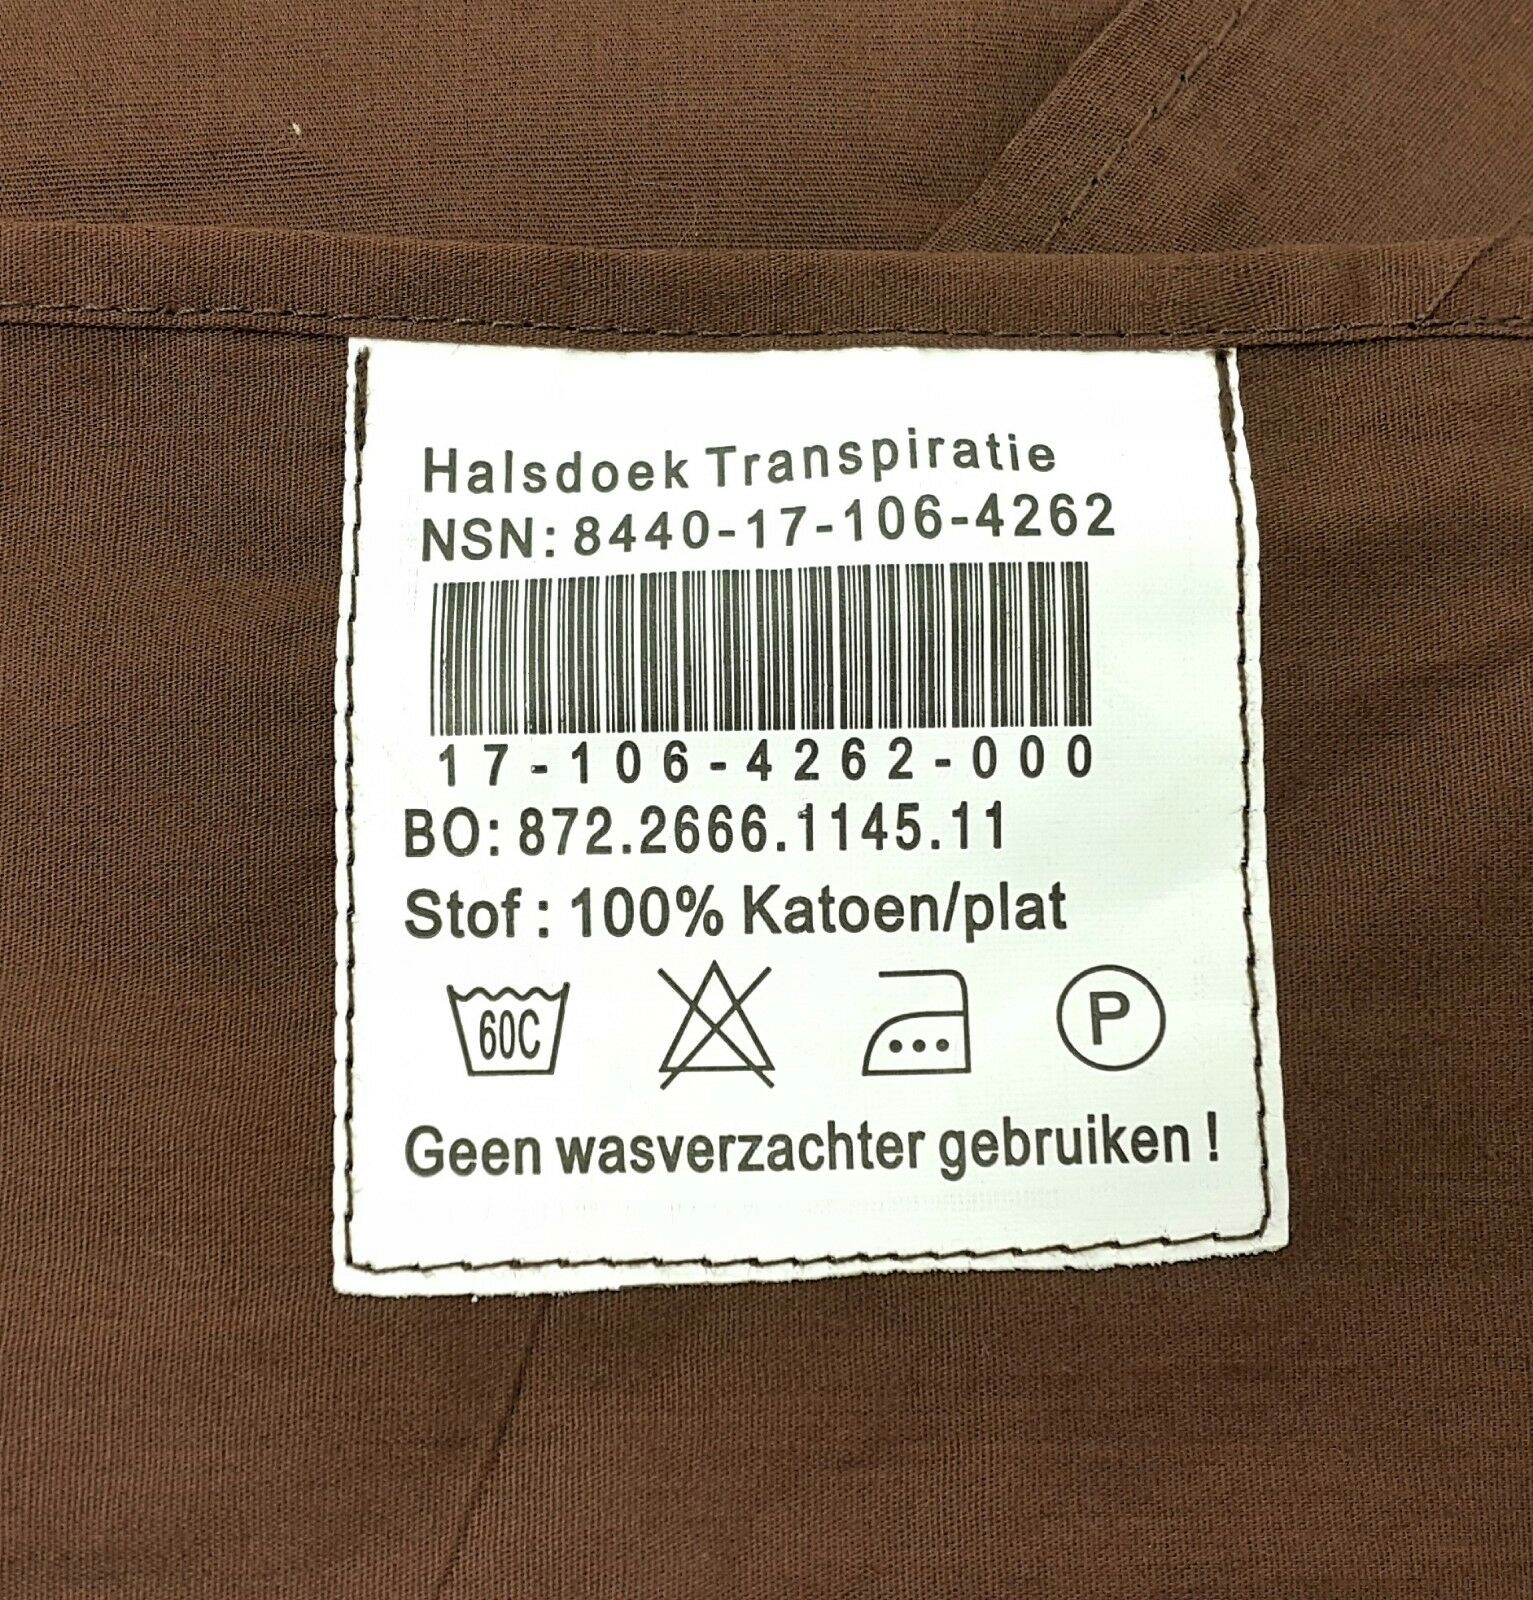 Halsdoek Transpiratie
NSN: 8440-17-106-4262
17-106-4262-000
BO: 872.2666.1145.11
Stof : 100% Katoen/plat
60C P
Geen wasverzachter gebruiken !